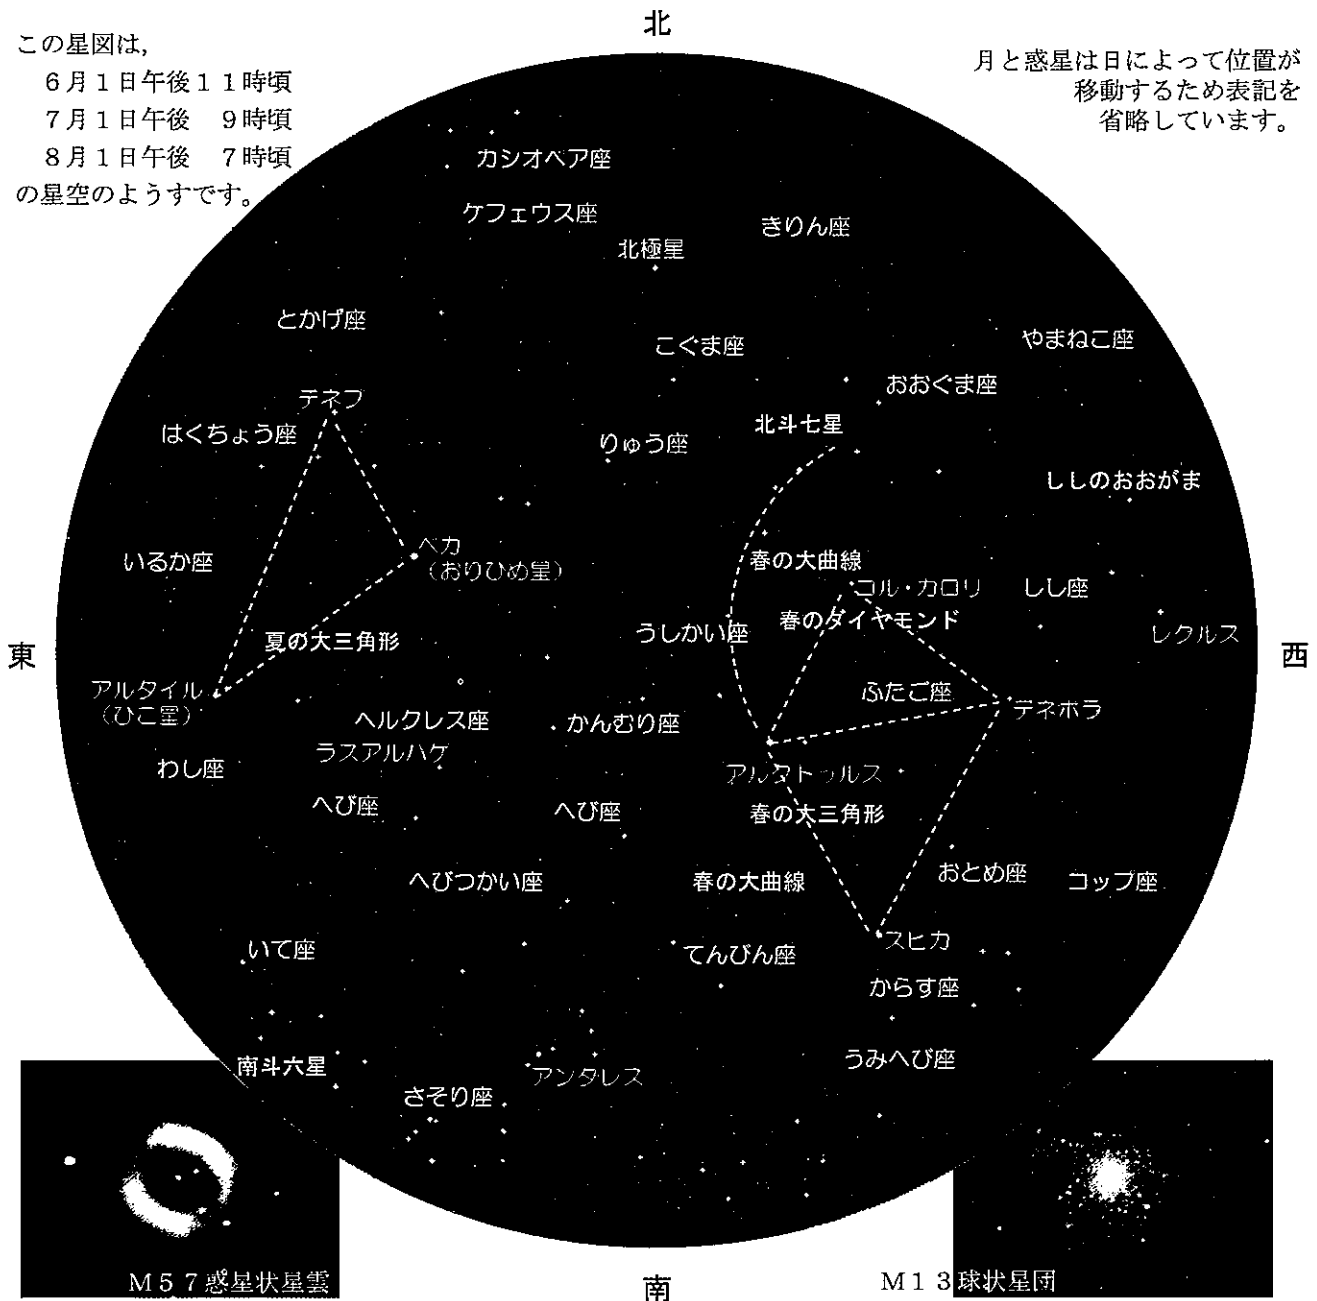 北
この星図は,
6月1日午後11時頃
7月1日午後 9時頃
8月1日午後 7時頃
の星空のようすです。
月と惑星は日によって位置が
移動するため表記を
省略しています。
カシオペア座
ケフェウス座
きりん座
北極星
とかげ座
こぐま座
やまねこ座
おおぐま座
テネブ
はくちょう座
北斗七星
りゅう座
ししのおおがま
いるか座
ベカ
(おりひめ星)
春の大曲線
コル・カロリ
しし座
春のダイヤモンド
うしかい座
レクルス
夏の大三角形
東
西
アルタイル
(ひこ星)
ふたご座
テネボラ
ヘルクレス座
かんむり座
ラスアルハゲ
わし座
アルクトゥルス
へび座
へび座
春の大三角形
へびつかい座
春の大曲線
おとめ座
コップ座
いて座
てんびん座
スピカ
からす座
南斗六星
アンタレス
うみへび座
さそり座
M57惑星状星雲
M13球状星団
南